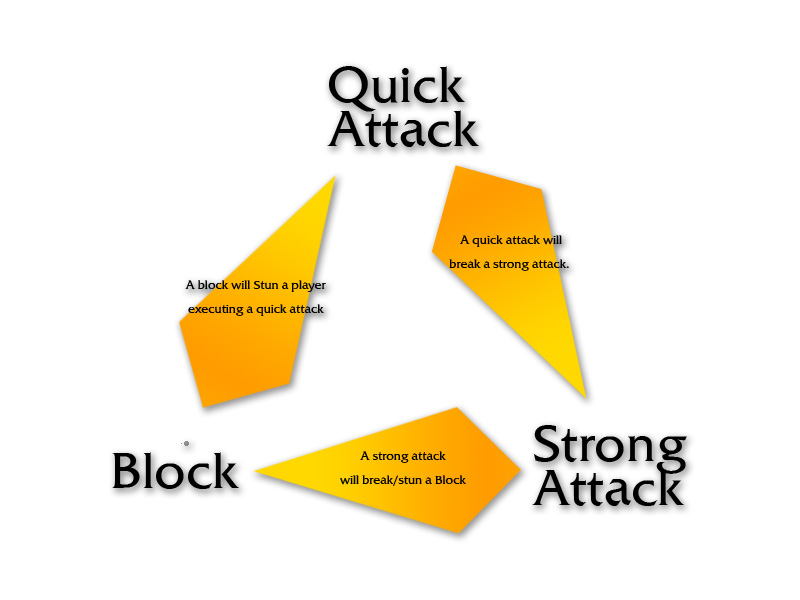 Quick
Attack
A quick attack will
break a strong attack.
A block will Stun a player
executing a quick attack
Block
A strong attack
will break/stun a Block
Strong
Attack